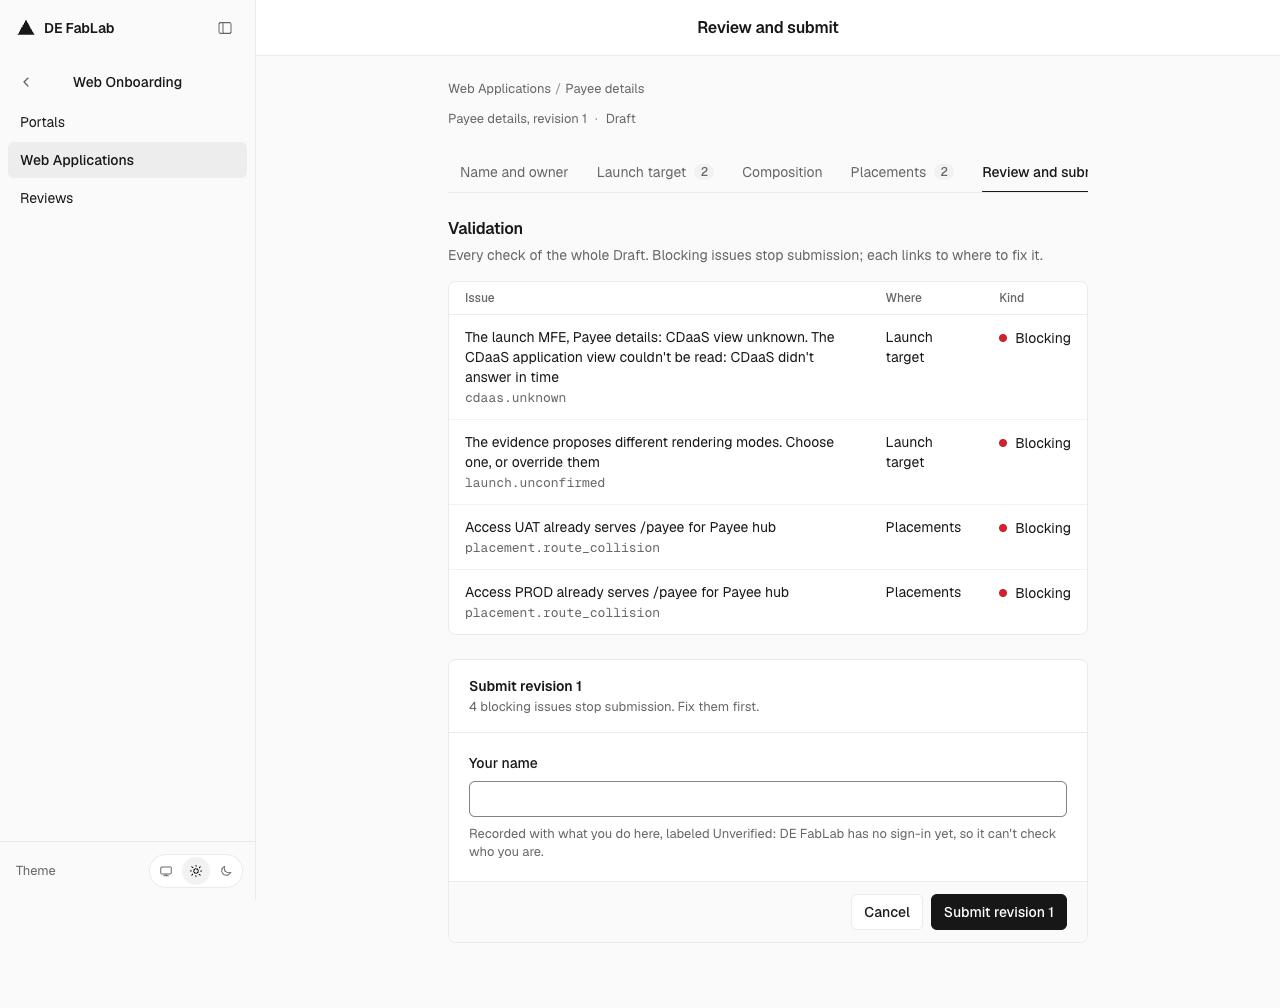 DE FabLab
Review and submit
Web Onboarding
Portals
Web Applications
Reviews
Web Applications / Payee details
Payee details, revision 1 · Draft
Name and owner Launch target 2 Composition Placements 2 Review and subm
Validation
Every check of the whole Draft. Blocking issues stop submission; each links to where to fix it.
Issue Where Kind
The launch MFE, Payee details: CDaaS view unknown. The
CDaaS application view couldn't be read: CDaaS didn't
answer in time
cdaas.unknown
Launch
target
Blocking
The evidence proposes different rendering modes. Choose
one, or override them
launch.unconfirmed
Launch
target
Blocking
Access UAT already serves /payee for Payee hub
placement.route_collision
Placements
Blocking
Access PROD already serves /payee for Payee hub
placement.route_collision
Placements
Blocking
Submit revision 1
4 blocking issues stop submission. Fix them first.
Your name
Recorded with what you do here, labeled Unverified: DE FabLab has no sign-in yet, so it can't check
who you are.
Cancel Submit revision 1
Theme